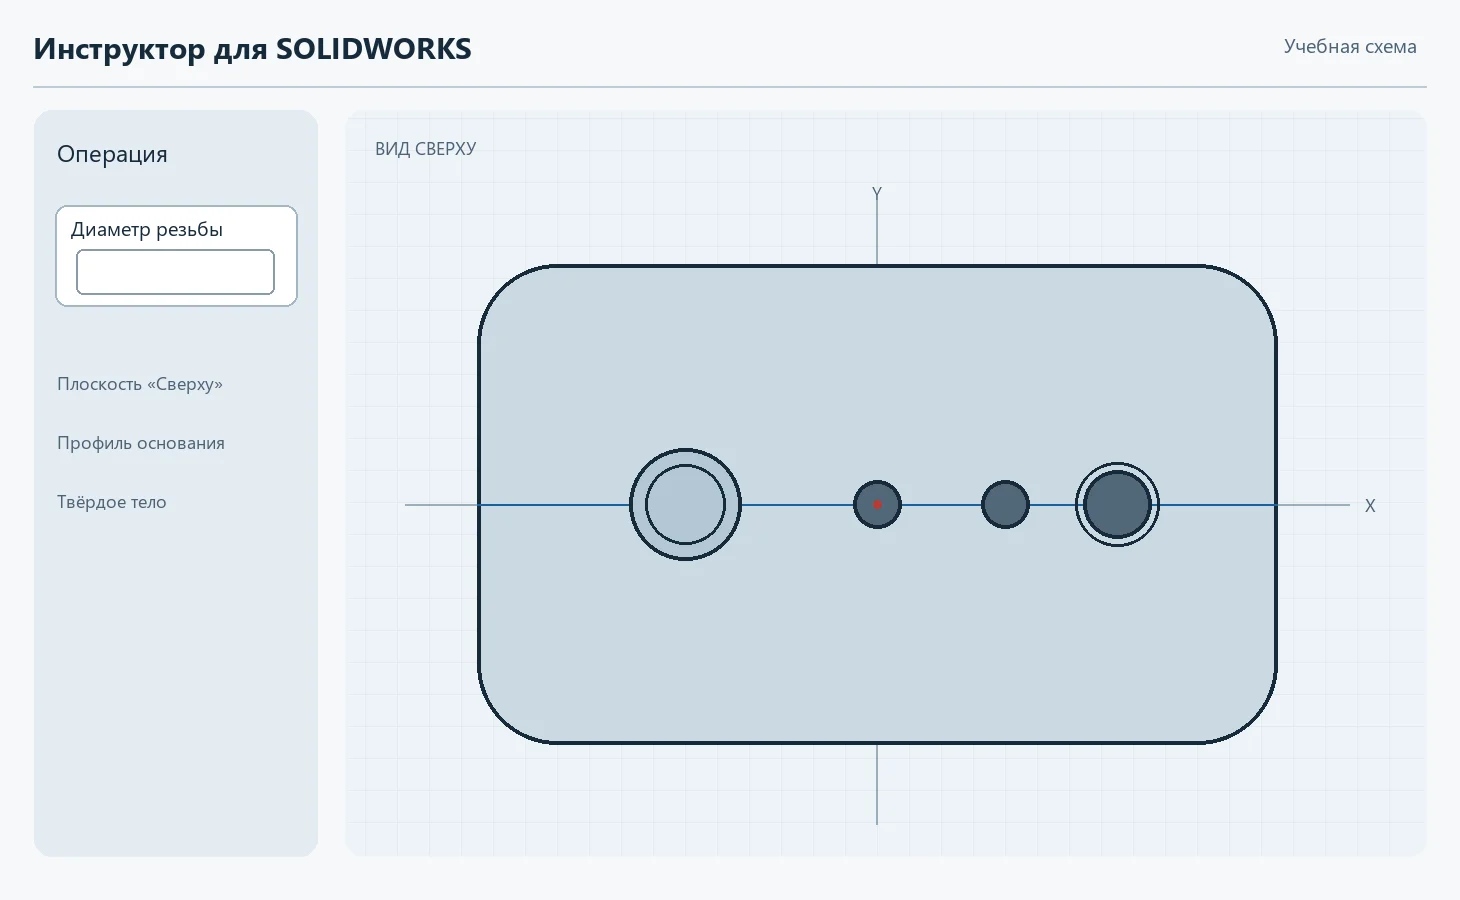 Инструктор для SOLIDWORKS
Учебная схема
Операция
Диаметр резьбы
Плоскость «Сверху»
Профиль основания
Твёрдое тело
ВИД СВЕРХУ
Y
X